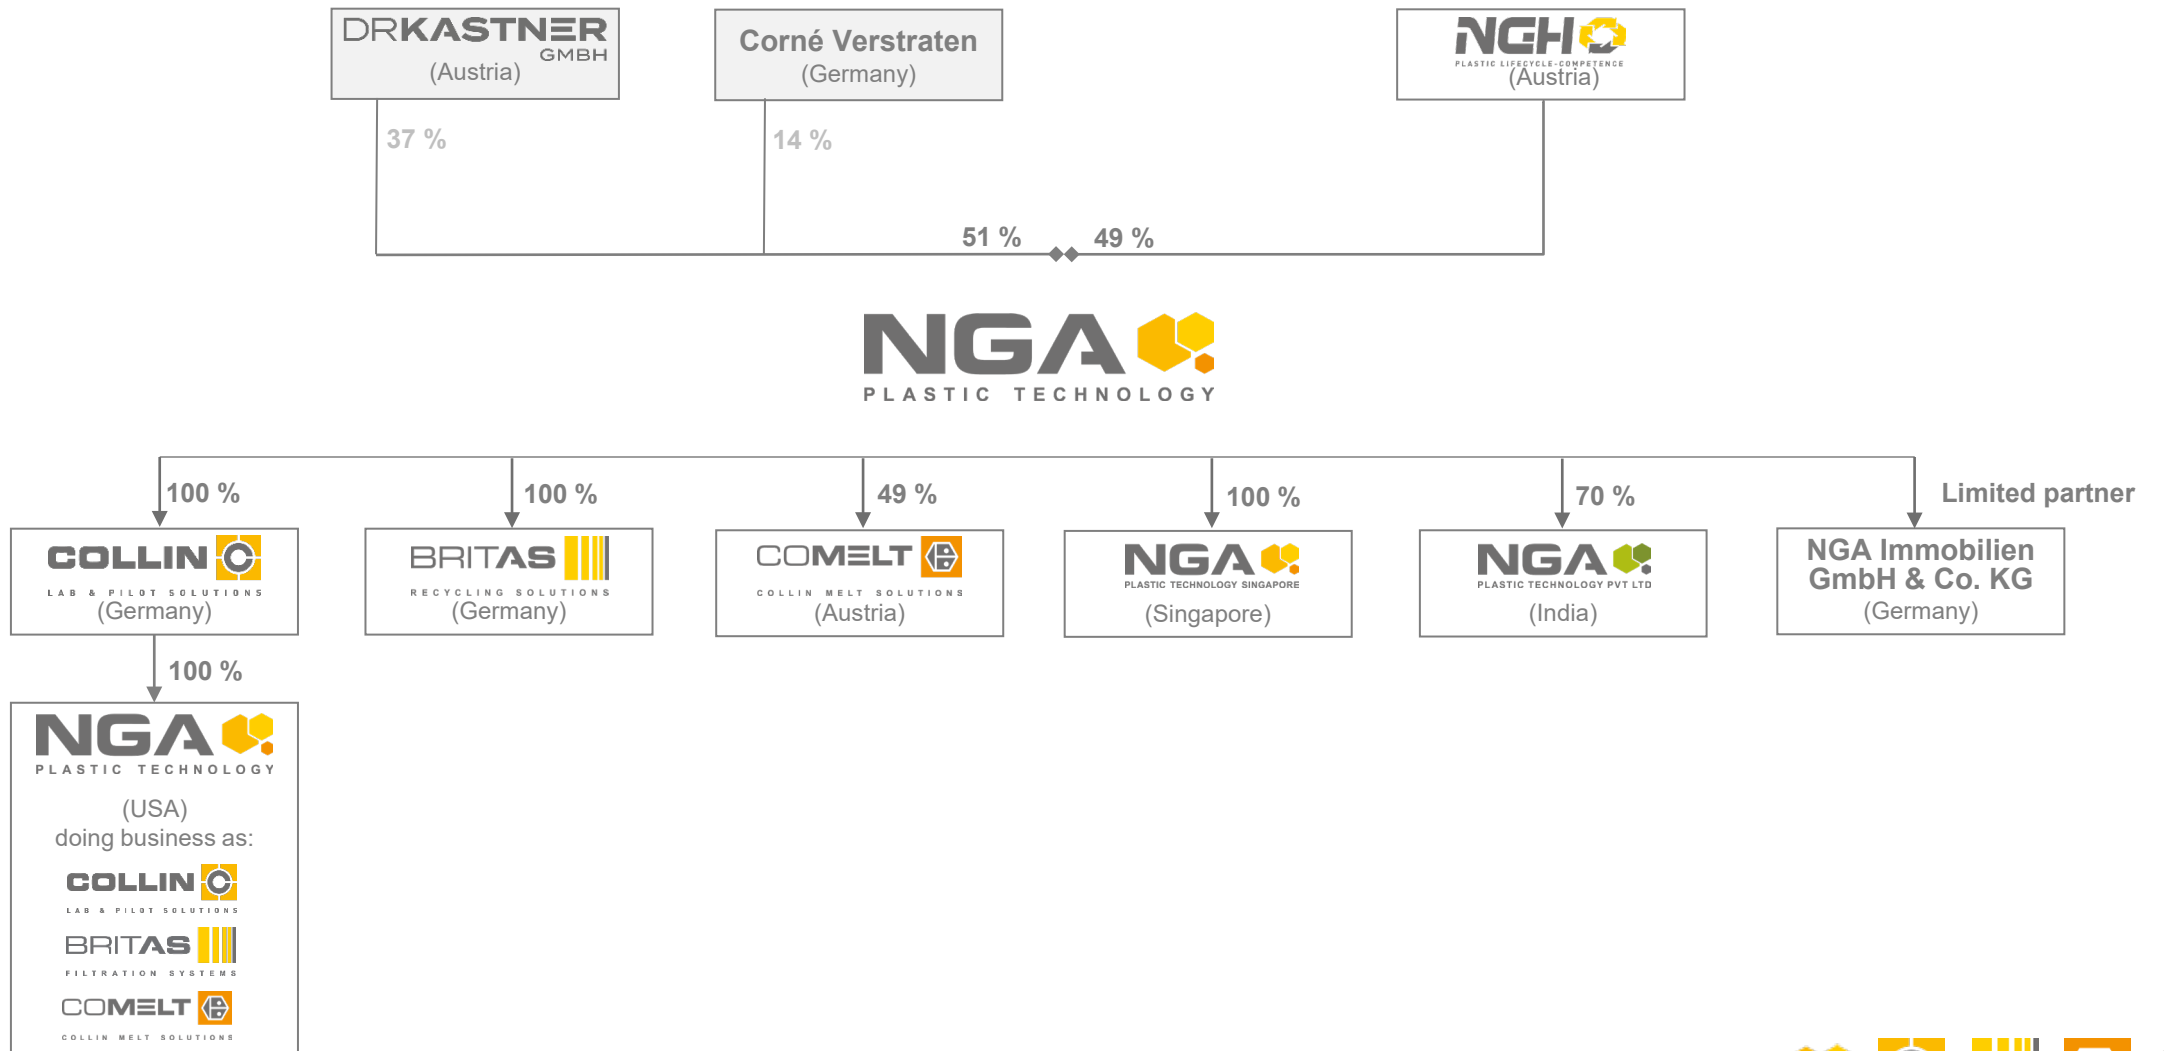 DRKASTNER
GMBH
(Austria)
Corné Verstraten
(Germany)
NGH
PLASTIC LIFECYCLE-COMPETENCE
(Austria)
37 %
14 %
51 %
49 %
NGA
PLASTIC TECHNOLOGY
100 %
100 %
49 %
100 %
70 %
Limited partner
COLLIN
LAB & PILOT SOLUTIONS
(Germany)
BRITAS
RECYCLING SOLUTIONS
(Germany)
COMELT
COLLIN MELT SOLUTIONS
(Austria)
NGA
PLASTIC TECHNOLOGY SINGAPORE
(Singapore)
NGA
PLASTIC TECHNOLOGY PVT LTD
(India)
NGA Immobilien
GmbH & Co. KG
(Germany)
100 %
NGA
PLASTIC TECHNOLOGY
(USA)
doing business as:
COLLIN
LAB & PILOT SOLUTIONS
BRITAS
FILTRATION SYSTEMS
COMELT
COLLIN MELT SOLUTIONS